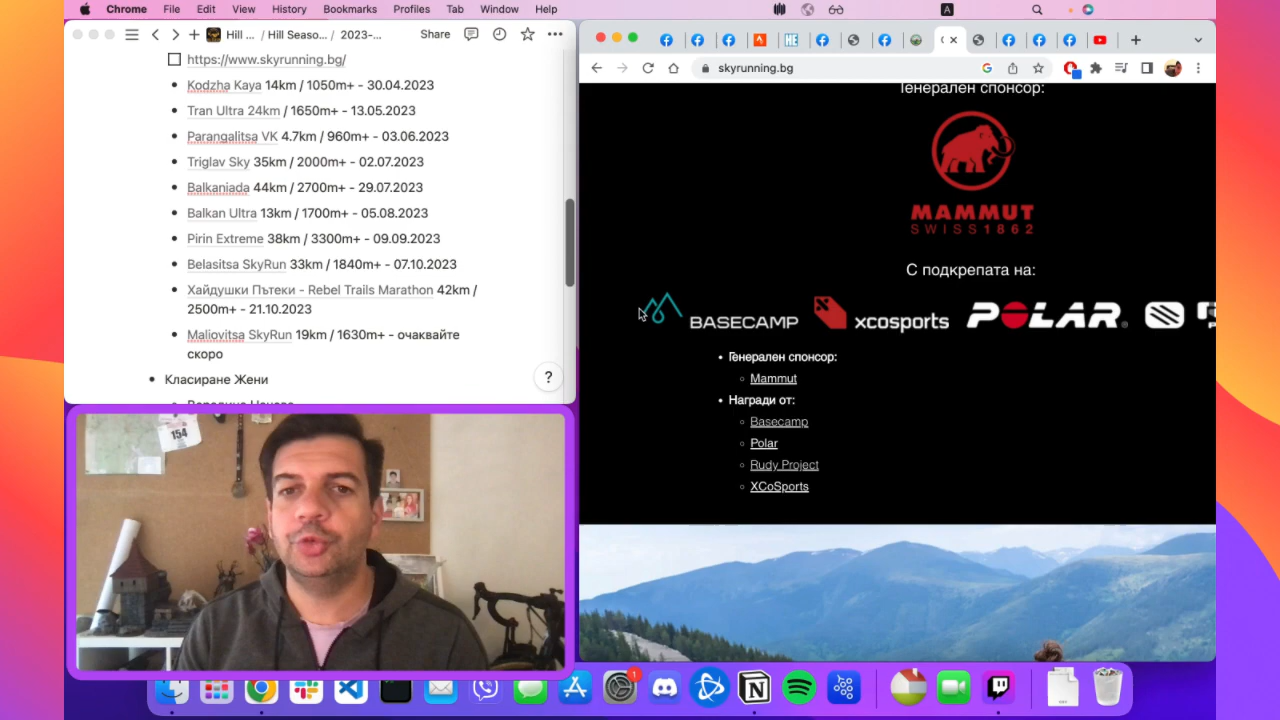 Chrome File Edit View History Bookmarks Profiles Tab Window Help
A
Hill ... / Hill Seaso... / 2023-...
Share
https://www.skyrunning.bg/
Kodzha Kaya 14km / 1050m+ - 30.04.2023
Tran Ultra 24km / 1650m+ - 13.05.2023
Parangalitsa VK 4.7km / 960m+ - 03.06.2023
Triglav Sky 35km / 2000m+ - 02.07.2023
Balkaniada 44km / 2700m+ - 29.07.2023
Balkan Ultra 13km / 1700m+ - 05.08.2023
Pirin Extreme 38km / 3300m+ - 09.09.2023
Belasitsa SkyRun 33km / 1840m+ - 07.10.2023
Хайдушки Пътеки - Rebel Trails Marathon 42km /
2500m+ - 21.10.2023
Maliovitsa SkyRun 19km / 1630m+ - очаквайте
скоро
Класиране Жени
?
154
skyrunning.bg
Генерален спонсор:
MAMMUT
SWISS 1862
С подкрепата на:
BASECAMP xcosports POLAR
Генерален спонсор:
Mammut
Награди от:
Basecamp
Polar
Rudy Project
XCoSports
1